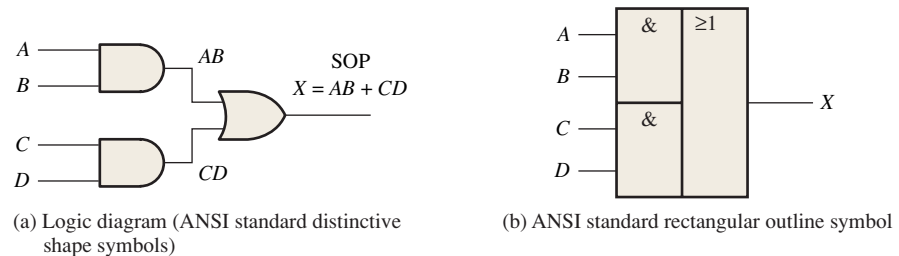 A
B
AB
SOP
X = AB + CD
C
D
CD
(a) Logic diagram (ANSI standard distinctive
shape symbols)
A
B
C
D
&
&
≥1
X
(b) ANSI standard rectangular outline symbol